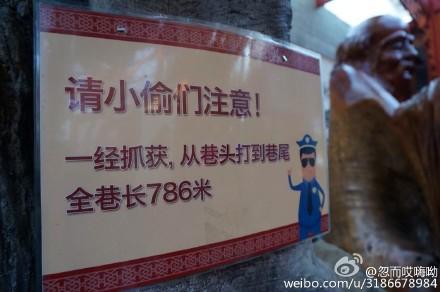 请小偷们注意！
一经抓获,从巷头打到巷尾
全巷长786米
@忽而哎嗨呦
weibo.com/u/3186678984